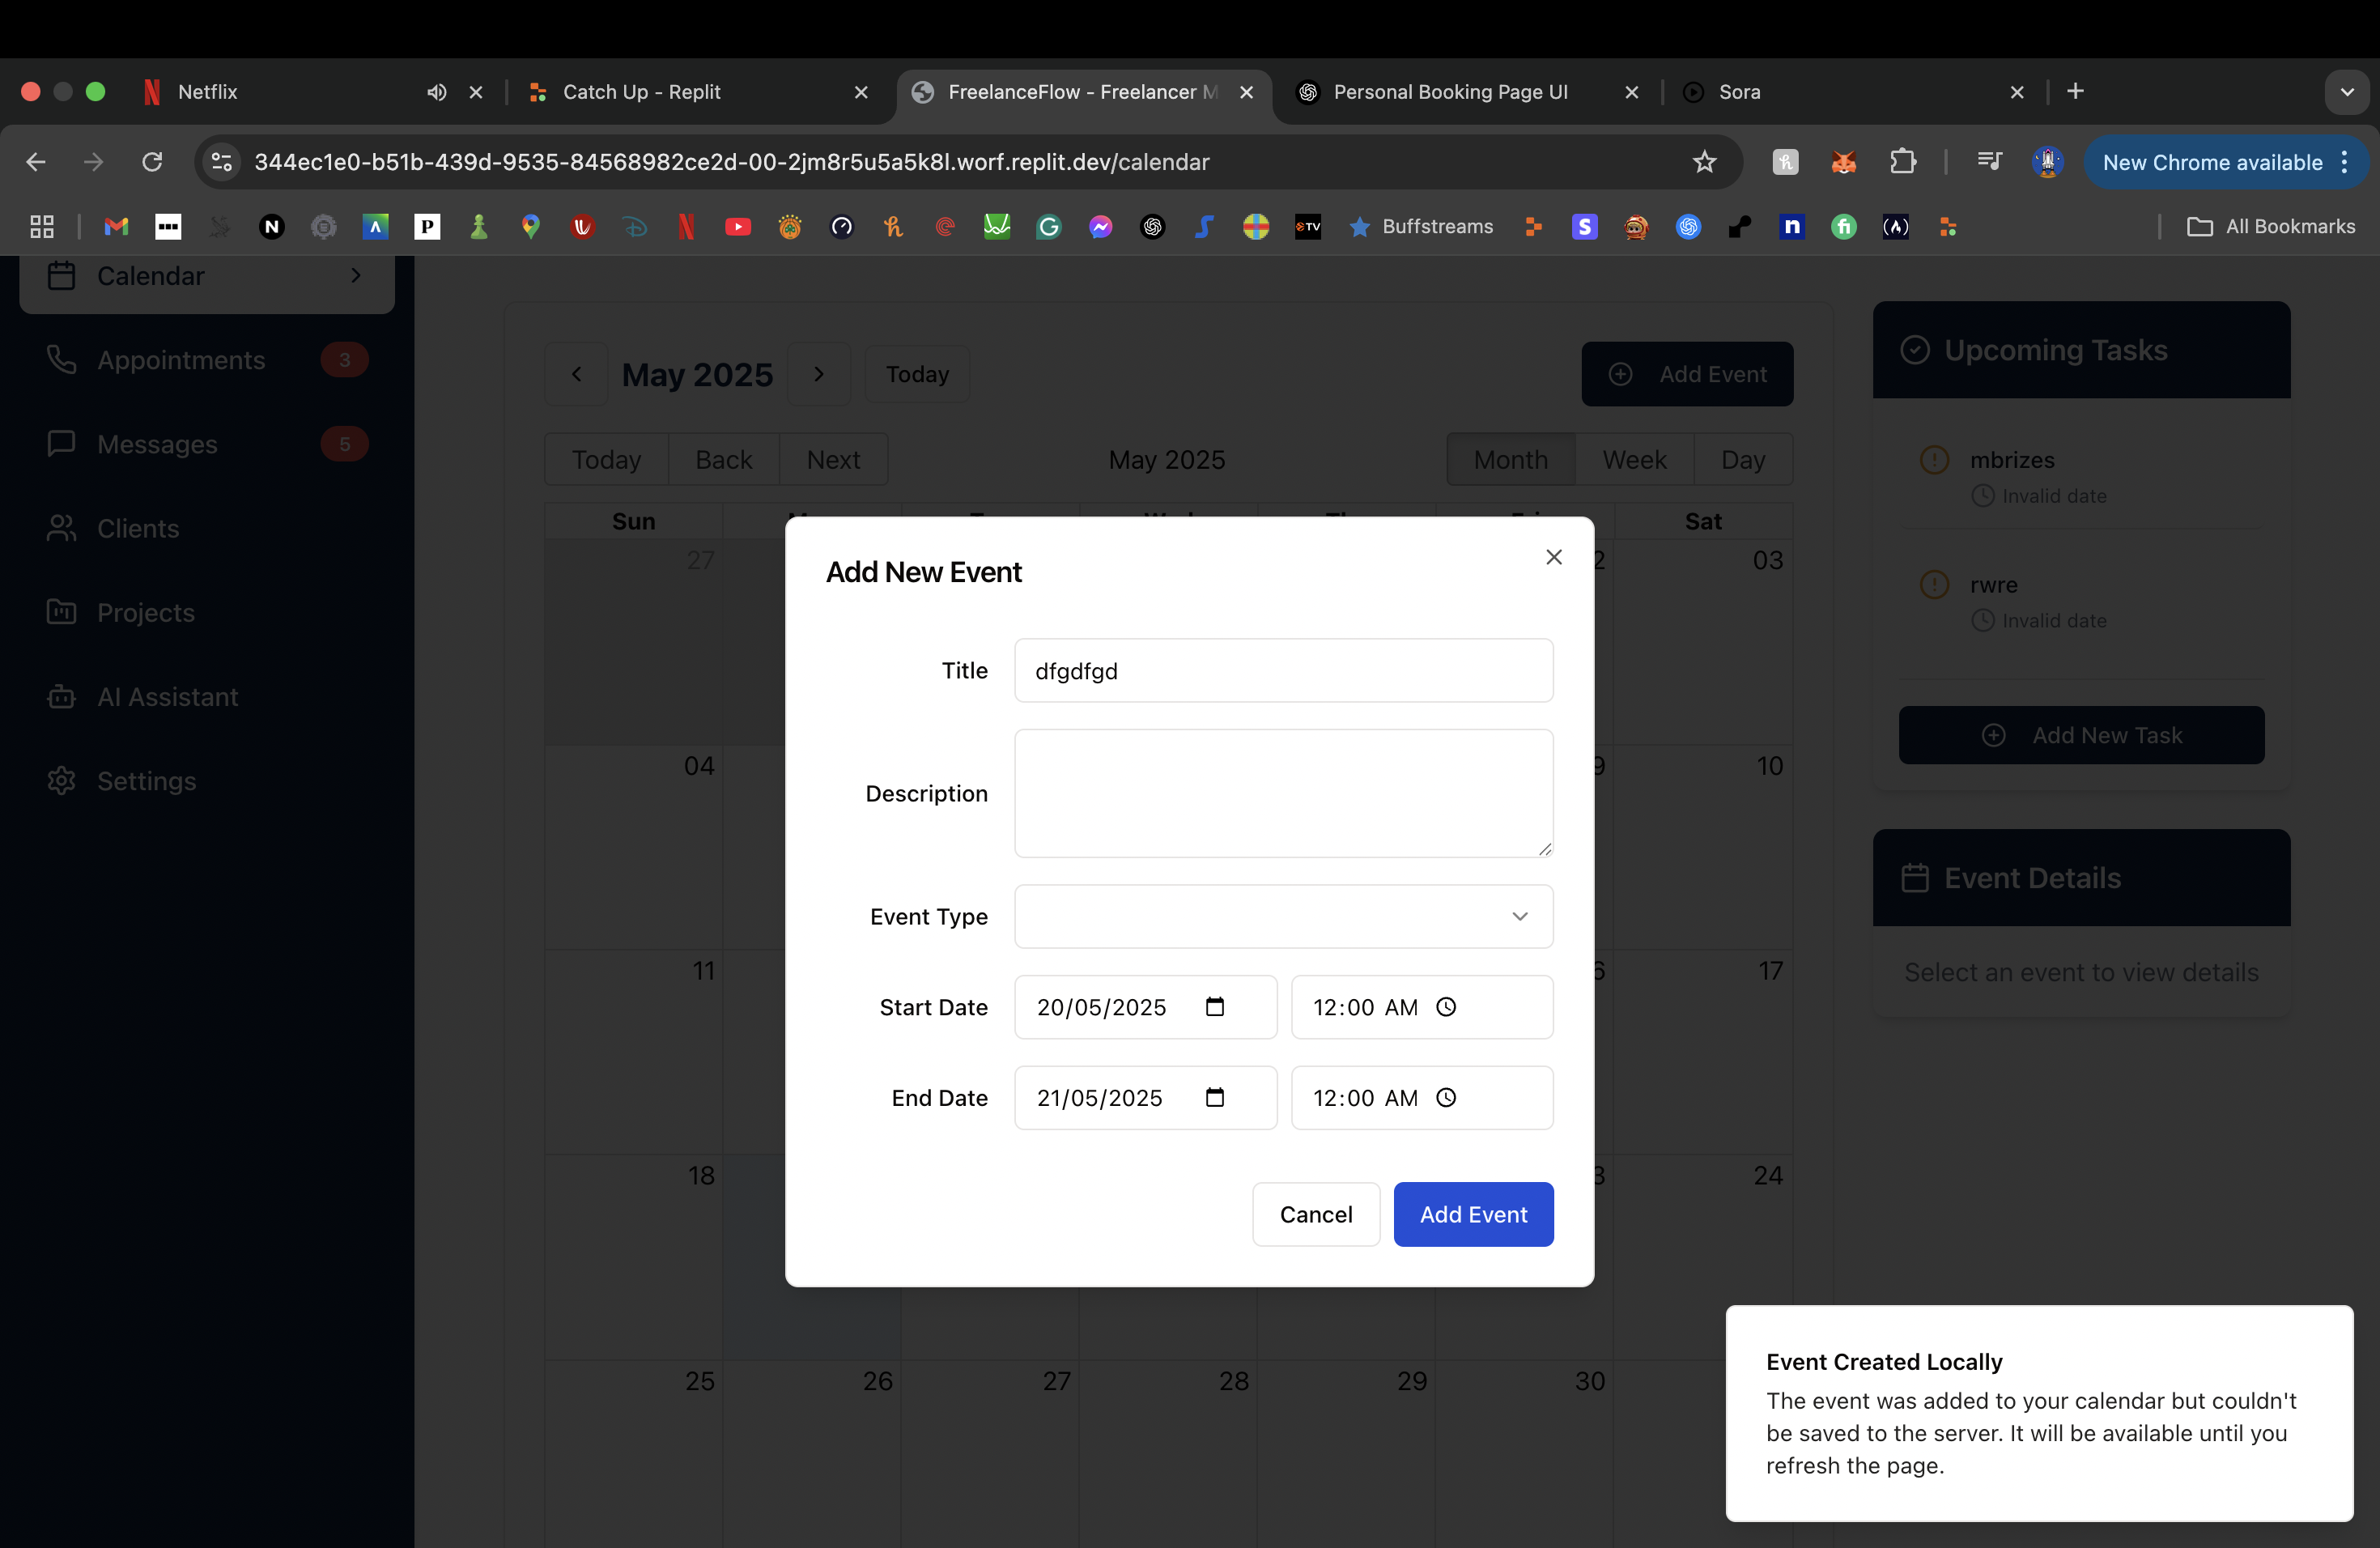 Netflix
Catch Up - Replit
FreelanceFlow - Freelancer M
Personal Booking Page UI
Sora
344ec1e0-b51b-439d-9535-84568982ce2d-00-2jm8r5u5a5k8l.worf.replit.dev/calendar
New Chrome available
Buffstreams
All Bookmarks
Calendar
Appointments 3
Messages 5
Clients
Projects
AI Assistant
Settings
May 2025
Today
Add Event
Today Back Next
May 2025
Month Week Day
Sun
Sat
27
03
04
10
11
17
18
24
25 26 27 28 29 30
Add New Event
Title
dfgdfgd
Description
Event Type
Start Date
20/05/2025
12:00 AM
End Date
21/05/2025
12:00 AM
Cancel
Add Event
Upcoming Tasks
mbrizes
Invalid date
rwre
Invalid date
Add New Task
Event Details
Select an event to view details
Event Created Locally
The event was added to your calendar but couldn't
be saved to the server. It will be available until you
refresh the page.